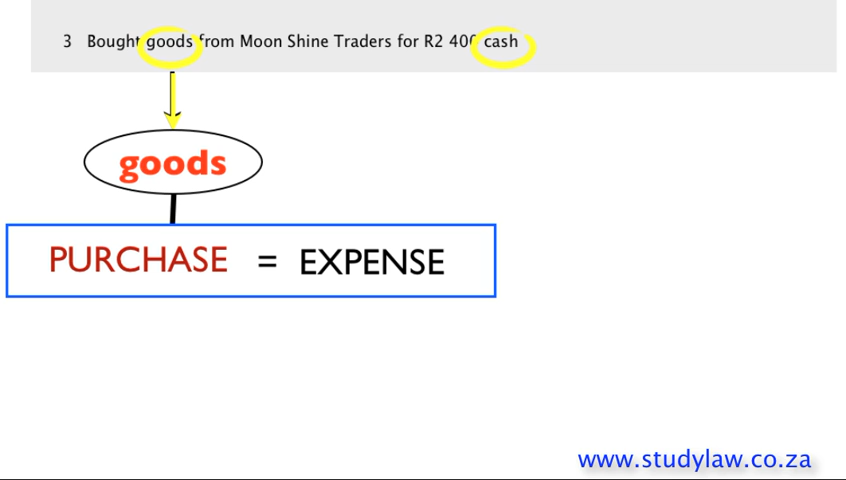 3 Bought goods from Moon Shine Traders for R2 400 cash
goods
PURCHASE = EXPENSE
www.studylaw.co.za